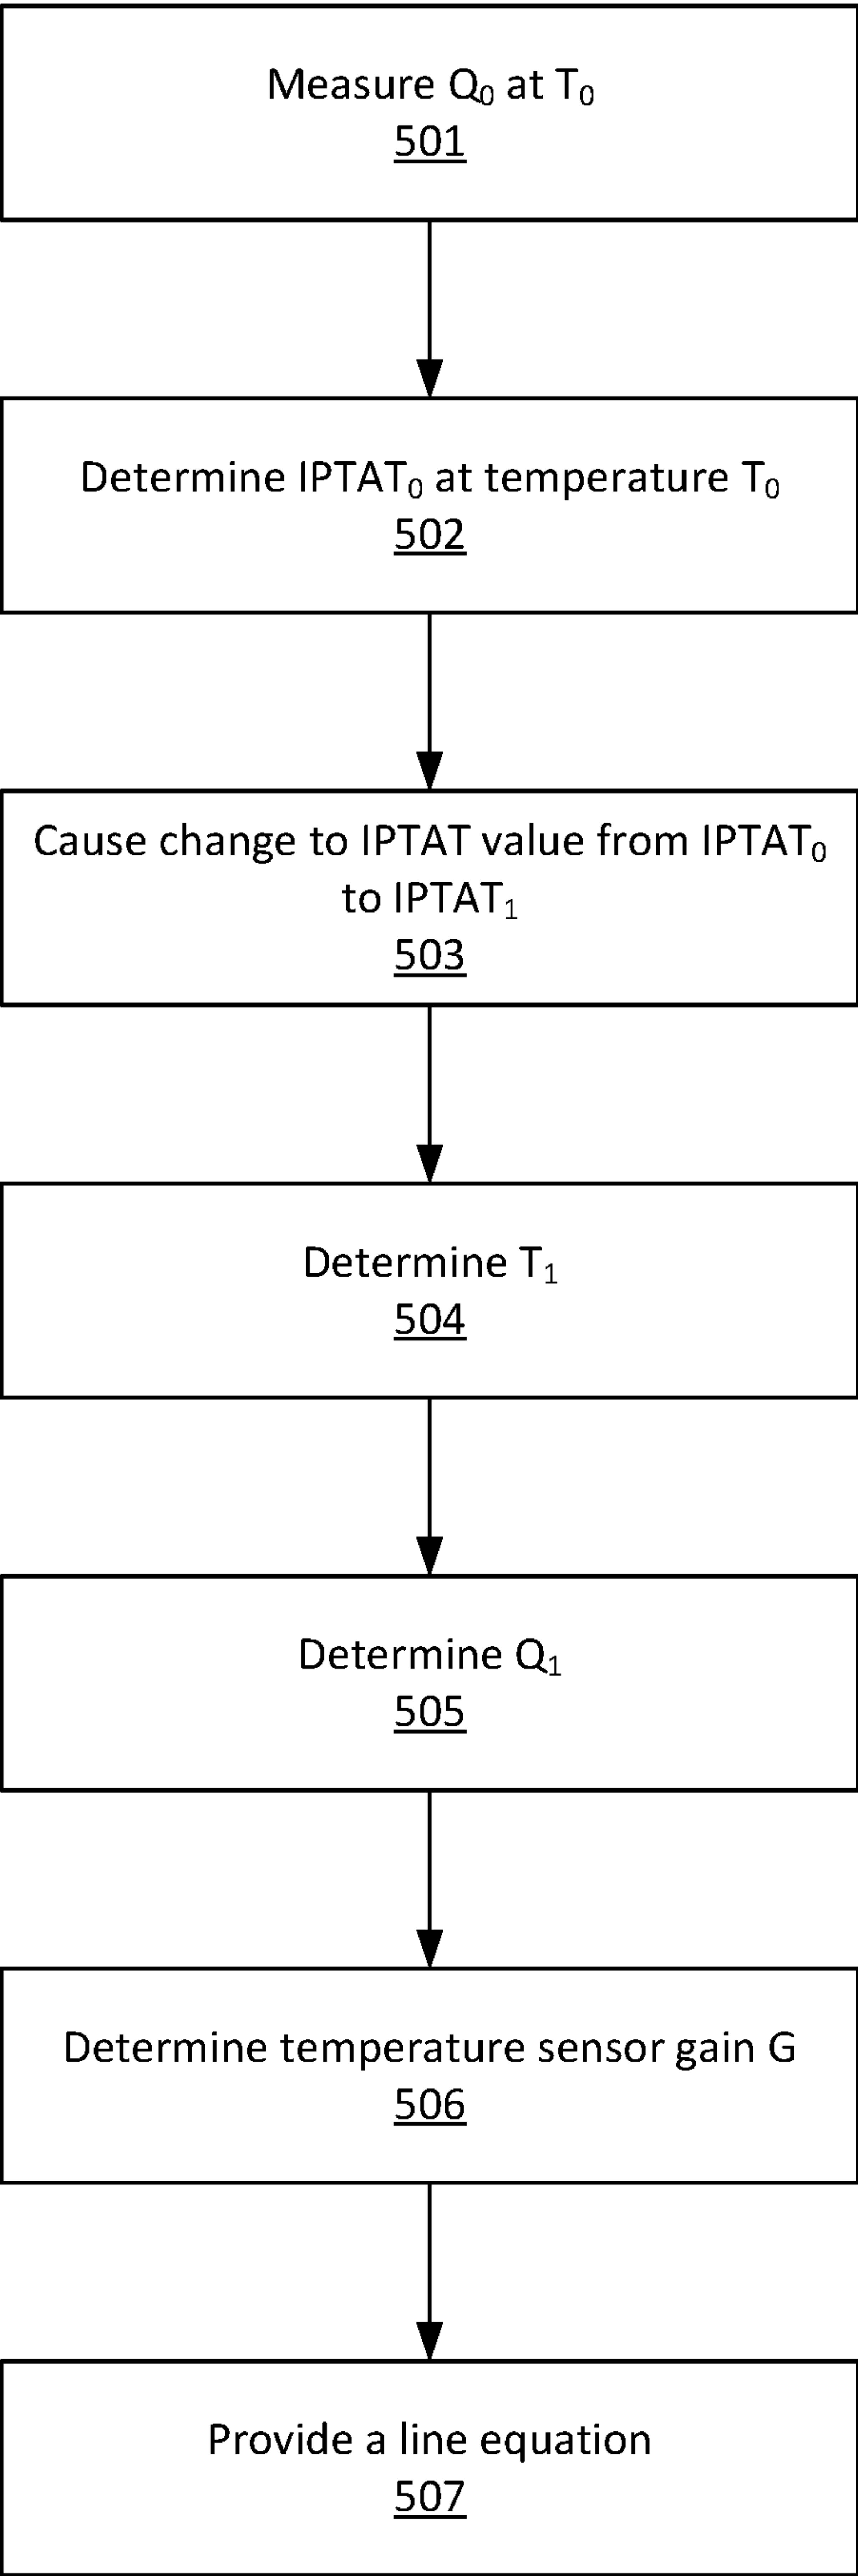 Measure Q₀ at T₀
501
Determine IPTAT₀ at temperature T₀
502
Cause change to IPTAT value from IPTAT₀
to IPTAT₁
503
Determine T₁
504
Determine Q₁
505
Determine temperature sensor gain G
506
Provide a line equation
507